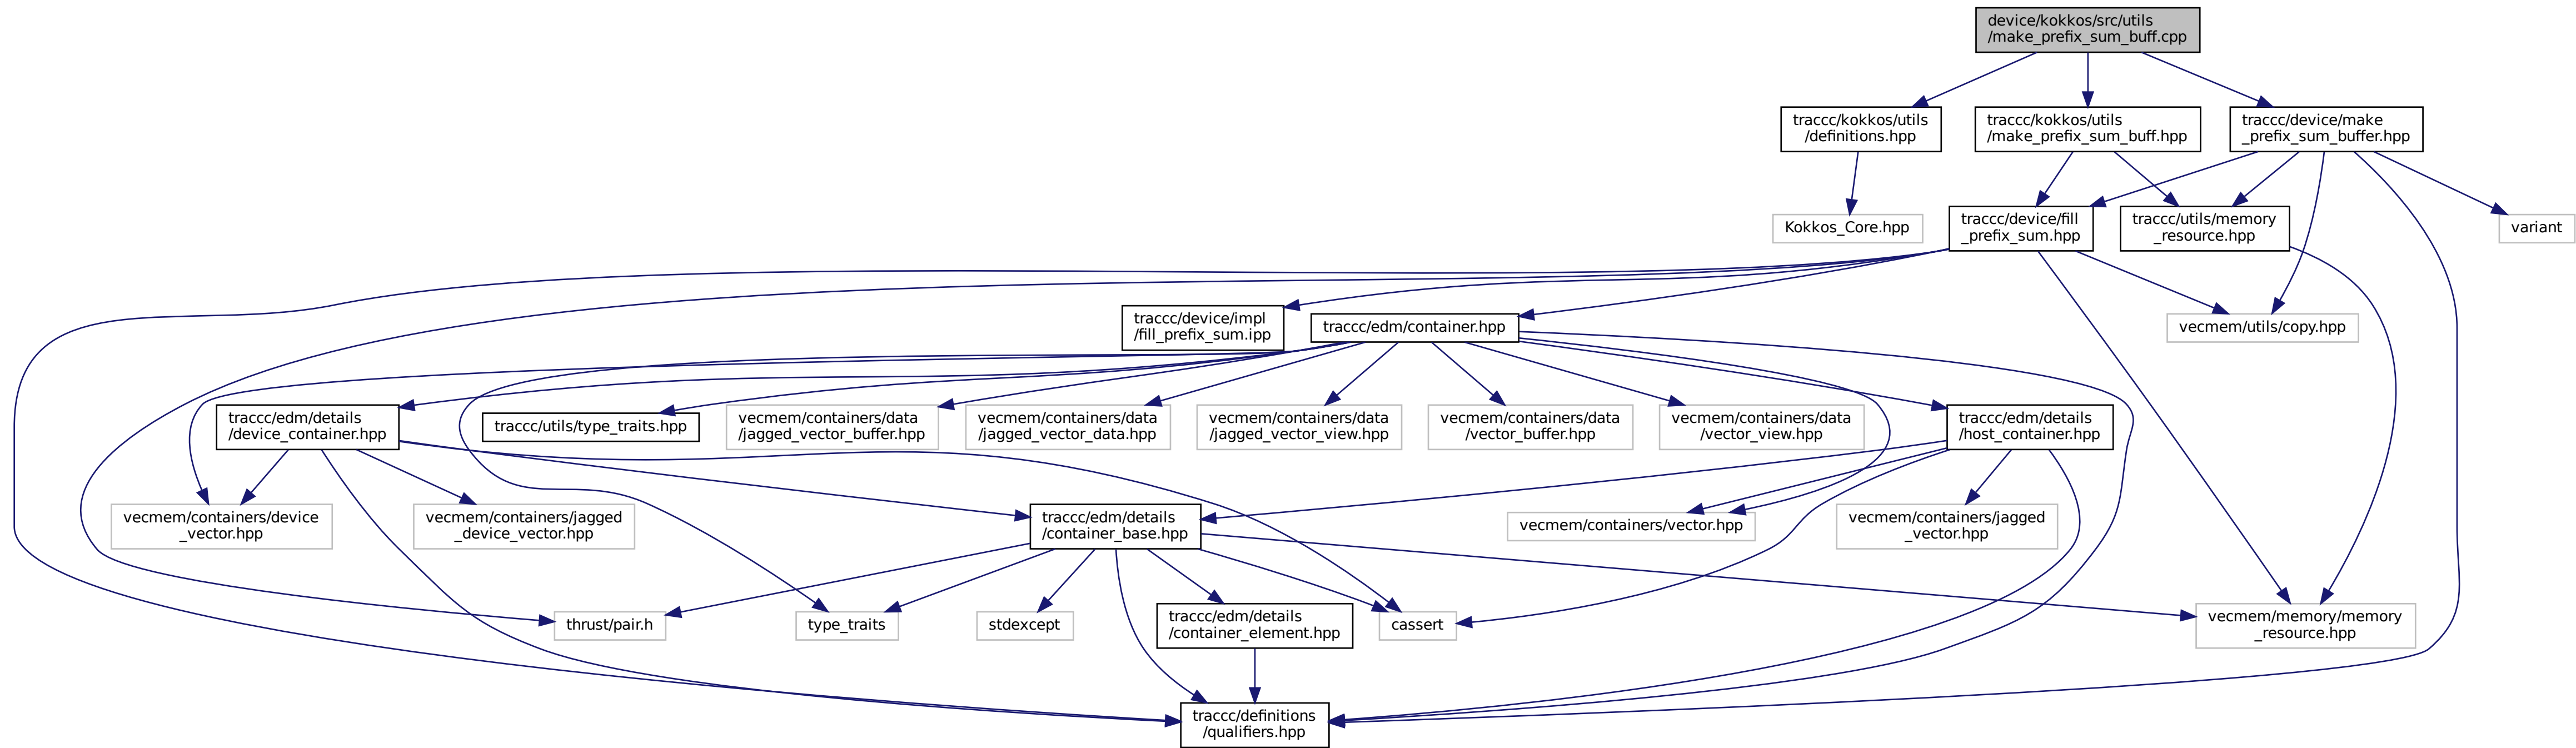 device/kokkos/src/utils
/make_prefix_sum_buff.cpp
traccc/kokkos/utils
/definitions.hpp
traccc/kokkos/utils
/make_prefix_sum_buff.hpp
traccc/device/make
_prefix_sum_buffer.hpp
Kokkos_Core.hpp
traccc/device/fill
_prefix_sum.hpp
traccc/utils/memory
_resource.hpp
variant
traccc/device/impl
/fill_prefix_sum.ipp
traccc/edm/container.hpp
vecmem/utils/copy.hpp
traccc/edm/details
/device_container.hpp
traccc/utils/type_traits.hpp
vecmem/containers/data
/jagged_vector_buffer.hpp
vecmem/containers/data
/jagged_vector_data.hpp
vecmem/containers/data
/jagged_vector_view.hpp
vecmem/containers/data
/vector_buffer.hpp
vecmem/containers/data
/vector_view.hpp
traccc/edm/details
/host_container.hpp
vecmem/containers/device
_vector.hpp
vecmem/containers/jagged
_device_vector.hpp
traccc/edm/details
/container_base.hpp
vecmem/containers/vector.hpp
vecmem/containers/jagged
_vector.hpp
thrust/pair.h
type_traits
stdexcept
traccc/edm/details
/container_element.hpp
cassert
vecmem/memory/memory
_resource.hpp
traccc/definitions
/qualifiers.hpp